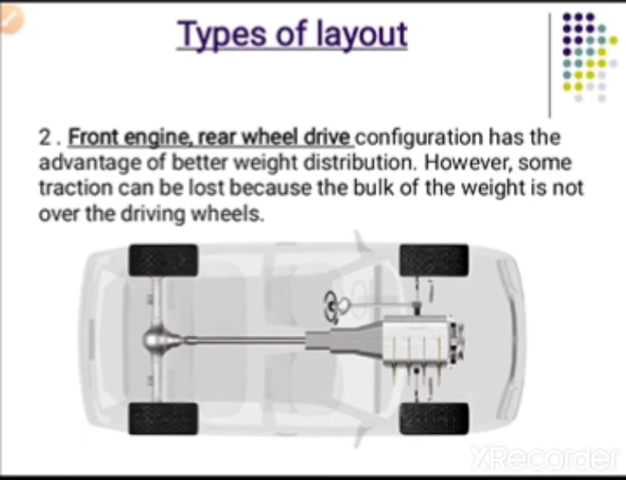 Types of layout
2 . Front engine, rear wheel drive configuration has the
advantage of better weight distribution. However, some
traction can be lost because the bulk of the weight is not
over the driving wheels.
XRecorder